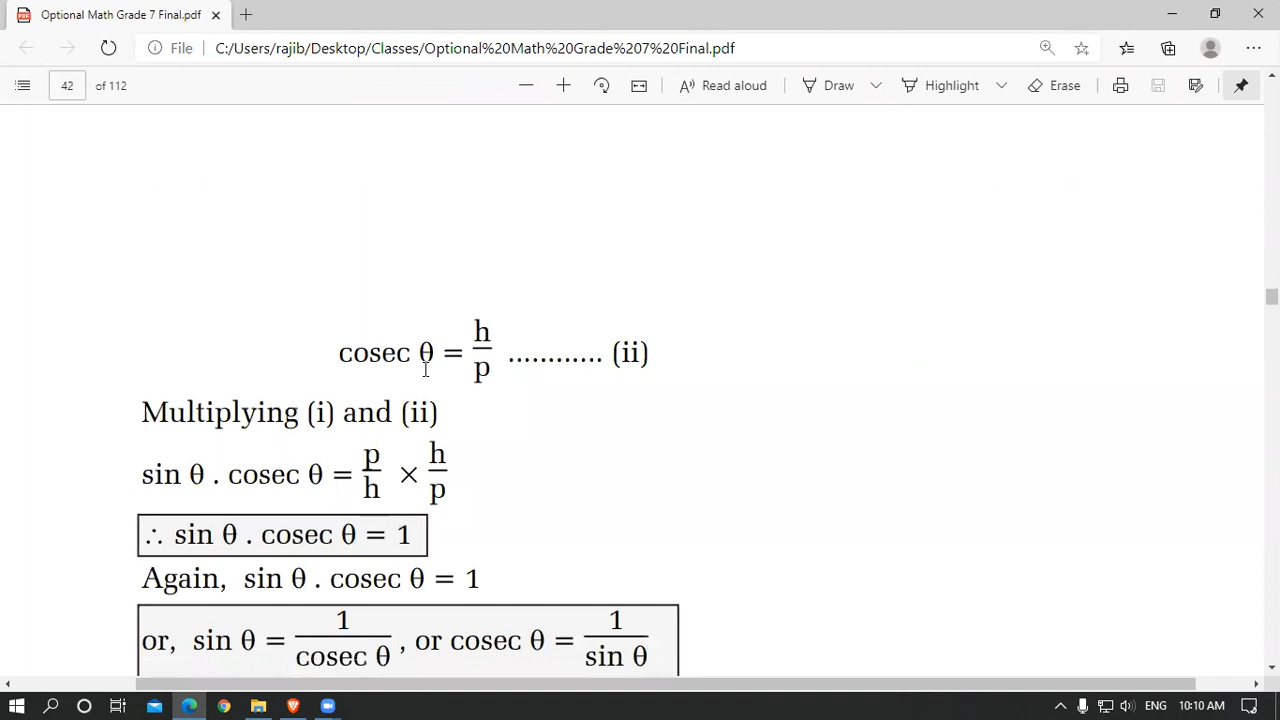 Optional Math Grade 7 Final.pdf
File C:/Users/rajib/Desktop/Classes/Optional%20Math%20Grade%207%20Final.pdf
42 of 112 Read aloud Draw Highlight Erase
cosec θ = h/p ............ (ii)
Multiplying (i) and (ii)
sin θ . cosec θ = p/h × h/p
∴ sin θ . cosec θ = 1
Again, sin θ . cosec θ = 1
or, sin θ = 1/cosec θ , or cosec θ = 1/sin θ
ENG 10:10 AM